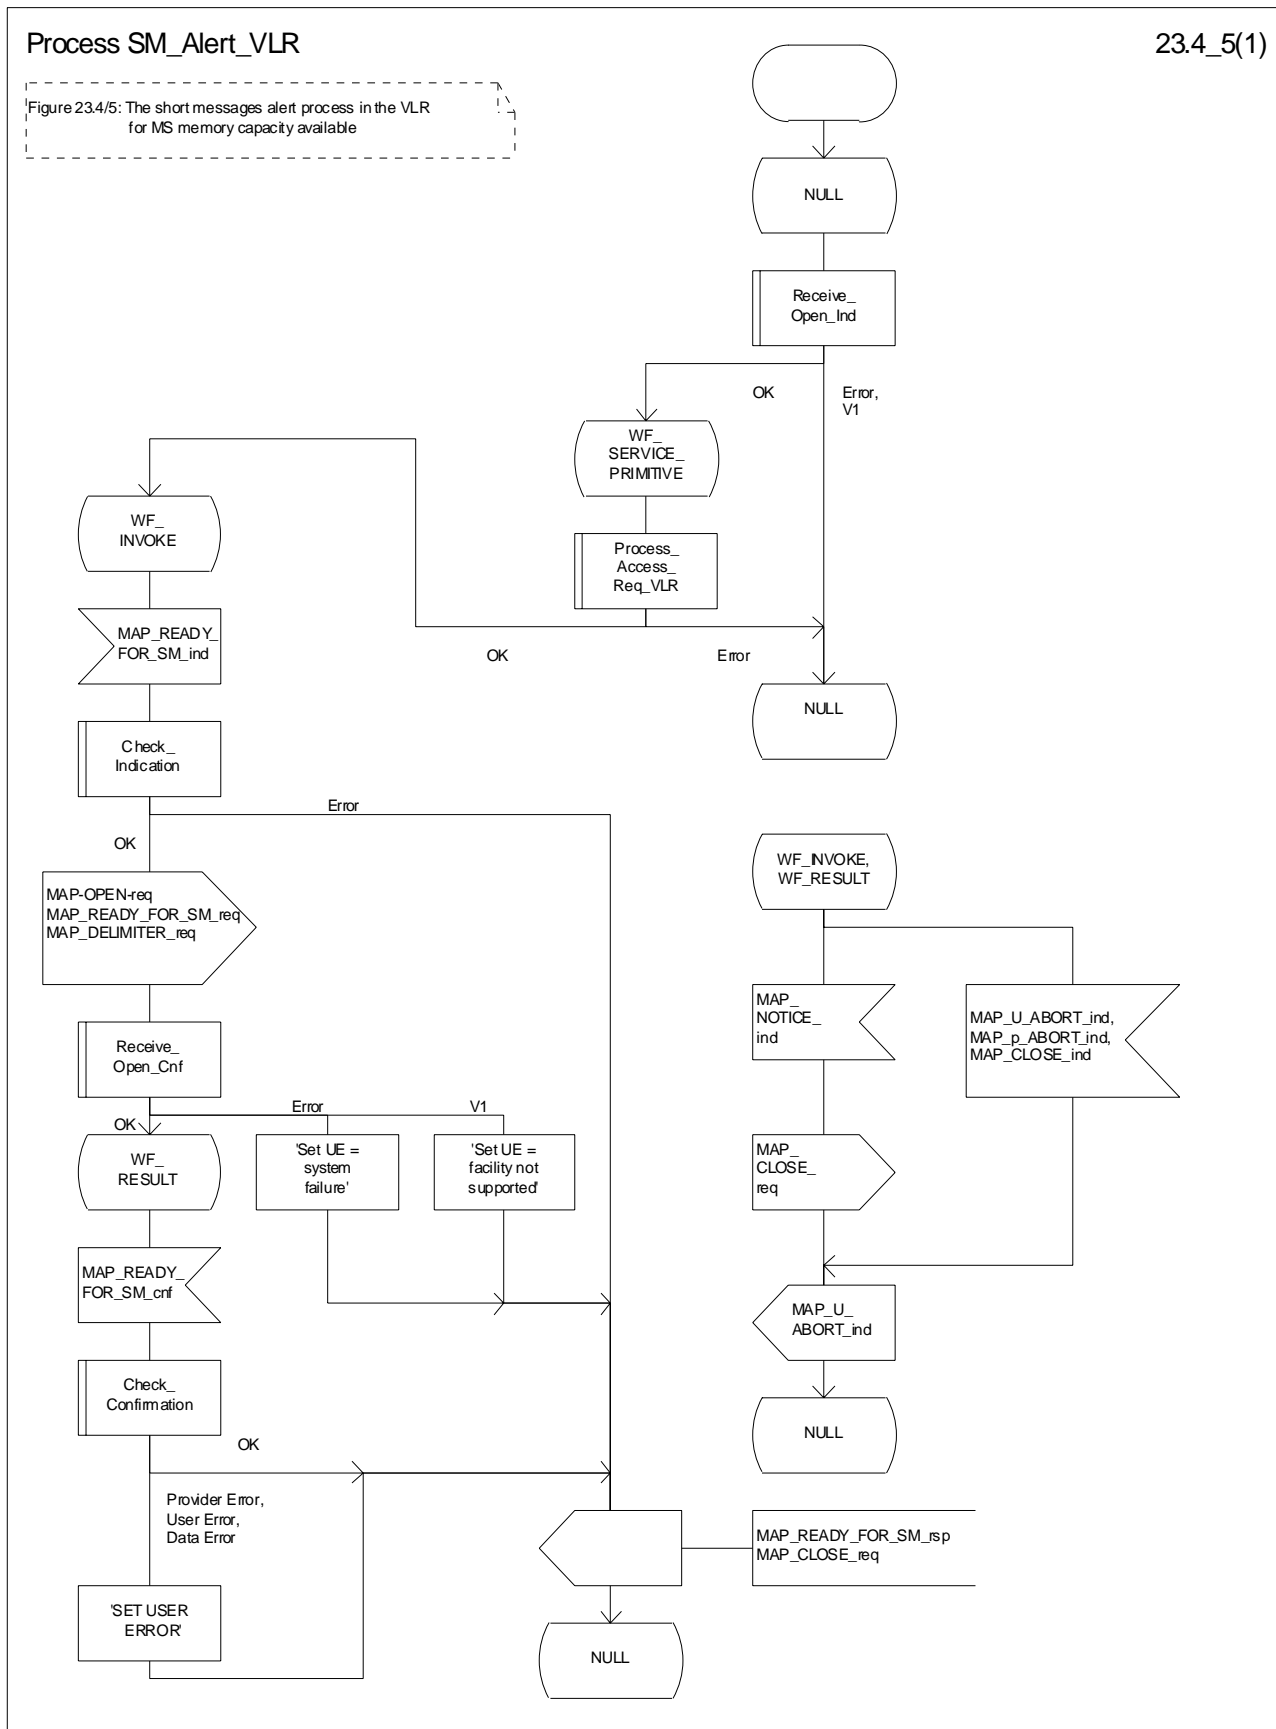 Process SM_Alert_VLR
23.4_5(1)
Figure 23.4/5: The short messages alert process in the VLR
for MS memory capacity available
NULL
Receive_
Open_Ind
OK
Error,
V1
WF_
SERVICE_
PRIMITIVE
Process_
Access_
Req_VLR
OK
Error
NULL
WF_
INVOKE
MAP_READY_
FOR_SM_ind
Check_
Indication
Error
OK
MAP-OPEN-req
MAP_READY_FOR_SM_req
MAP_DELIMITER_req
Receive_
Open_Cnf
Error
V1
OK
WF_
RESULT
'Set UE =
system
failure'
'Set UE =
facility not
supported'
MAP_READY_
FOR_SM_cnf
Check_
Confirmation
OK
Provider Error,
User Error,
Data Error
'SET USER
ERROR'
WF_INVOKE,
WF_RESULT
MAP_
NOTICE_
ind
MAP_U_ABORT_ind,
MAP_p_ABORT_ind,
MAP_CLOSE_ind
MAP_
CLOSE_
req
MAP_U_
ABORT_ind
NULL
MAP_READY_FOR_SM_rsp
MAP_CLOSE_req
NULL